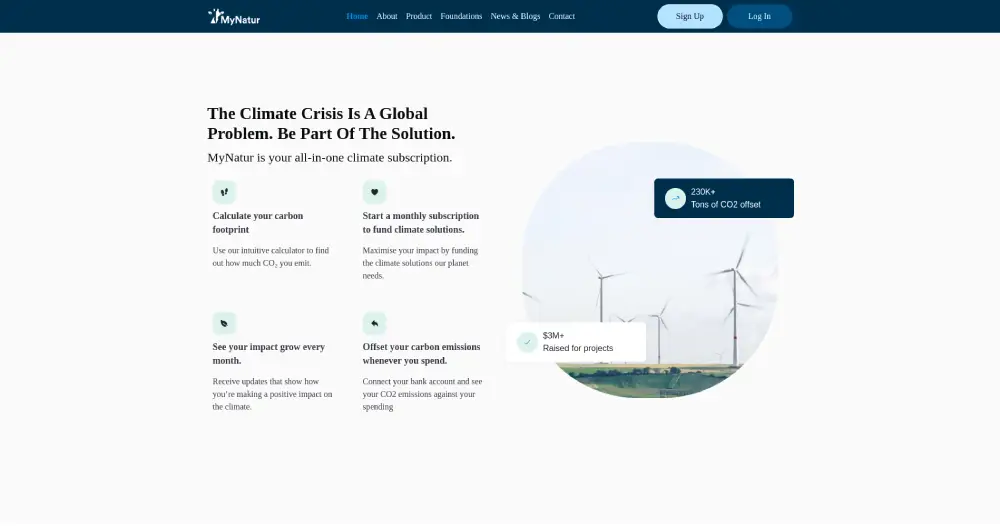 MyNatur
Home About Product Foundations News & Blogs Contact
Sign Up
Log In
The Climate Crisis Is A Global
Problem. Be Part Of The Solution.
MyNatur is your all-in-one climate subscription.
Calculate your carbon
footprint
Use our intuitive calculator to find
out how much CO₂ you emit.
Start a monthly subscription
to fund climate solutions.
Maximise your impact by funding
the climate solutions our planet
needs.
See your impact grow every
month.
Receive updates that show how
you’re making a positive impact on
the climate.
Offset your carbon emissions
whenever you spend.
Connect your bank account and see
your CO2 emissions against your
spending
230K+
Tons of CO2 offset
$3M+
Raised for projects